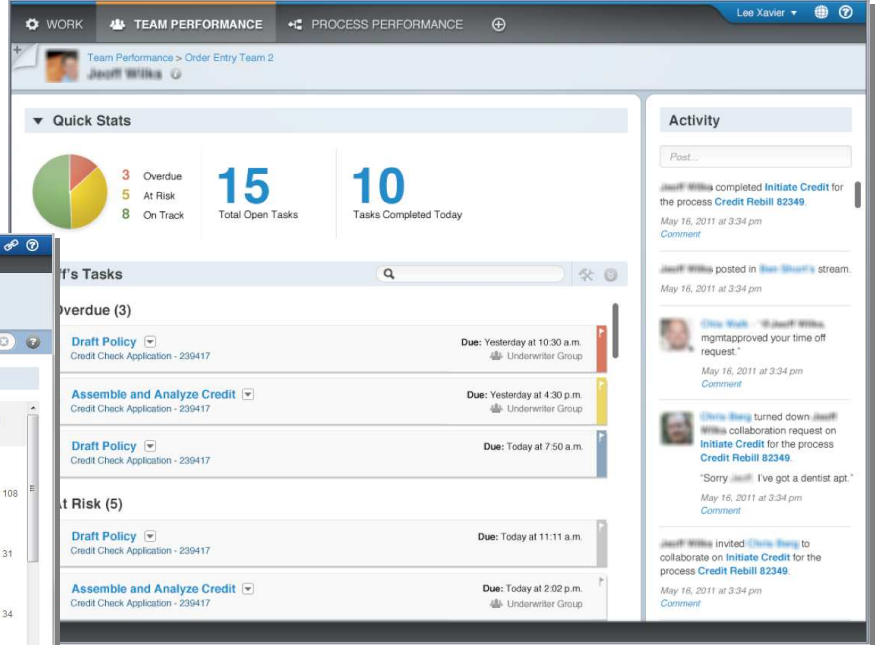 WORK
TEAM PERFORMANCE
PROCESS PERFORMANCE
Lee Xavier
Team Performance > Order Entry Team 2
Quick Stats
3 Overdue
5 At Risk
8 On Track
15
Total Open Tasks
10
Tasks Completed Today
f's Tasks
Overdue (3)
Draft Policy
Credit Check Application - 239417
Due: Yesterday at 10:30 a.m.
Underwriter Group
Assemble and Analyze Credit
Credit Check Application - 239417
Due: Yesterday at 4:30 p.m.
Underwriter Group
Draft Policy
Credit Check Application - 239417
Due: Today at 7:50 a.m.
At Risk (5)
Draft Policy
Credit Check Application - 239417
Due: Today at 11:11 a.m.
Assemble and Analyze Credit
Credit Check Application - 239417
Due: Today at 2:02 p.m.
Underwriter Group
108
31
34
Activity
Post...
completed Initiate Credit for
the process Credit Rebill 82349.
May 16, 2011 at 3:34 pm
Comment
posted in stream.
May 16, 2011 at 3:34 pm
mgmtapproved your time off
request."
May 16, 2011 at 3:34 pm
Comment
turned down
collaboration request on
Initiate Credit for the process
Credit Rebill 82349.
"Sorry I've got a dentist apt."
May 16, 2011 at 3:34 pm
Comment
invited to
collaborate on Initiate Credit for the
process Credit Rebill 82349.
May 16, 2011 at 3:34 pm
Comment